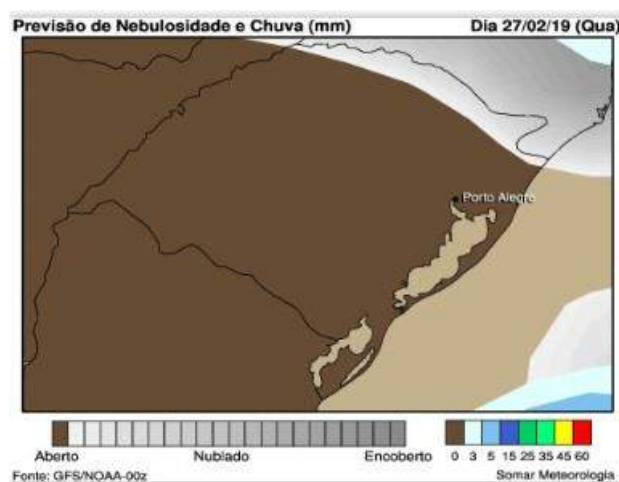 Previsão de Nebulosidade e Chuva (mm) Dia 27/02/19 (Qua)
Porto Alegre
Aberto Nublado Encoberto 0 3 5 15 25 35 45 60
Fonte: GFS/NOAA-00z Somar Meteorologia